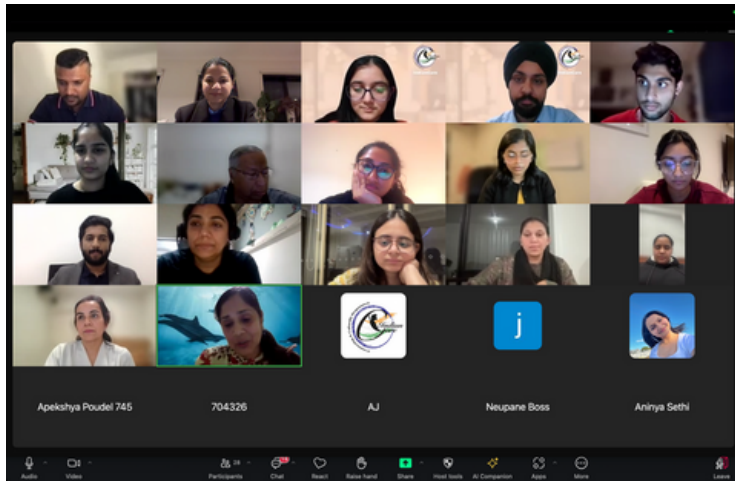 j
Apekshya Poudel 745
704326
AJ
Neupane Boss
Aninya Sethi
Audio
Video
Participants
28
Chat
React
Raise hand
Share
Host tools
AI Companion
Apps
More
Leave